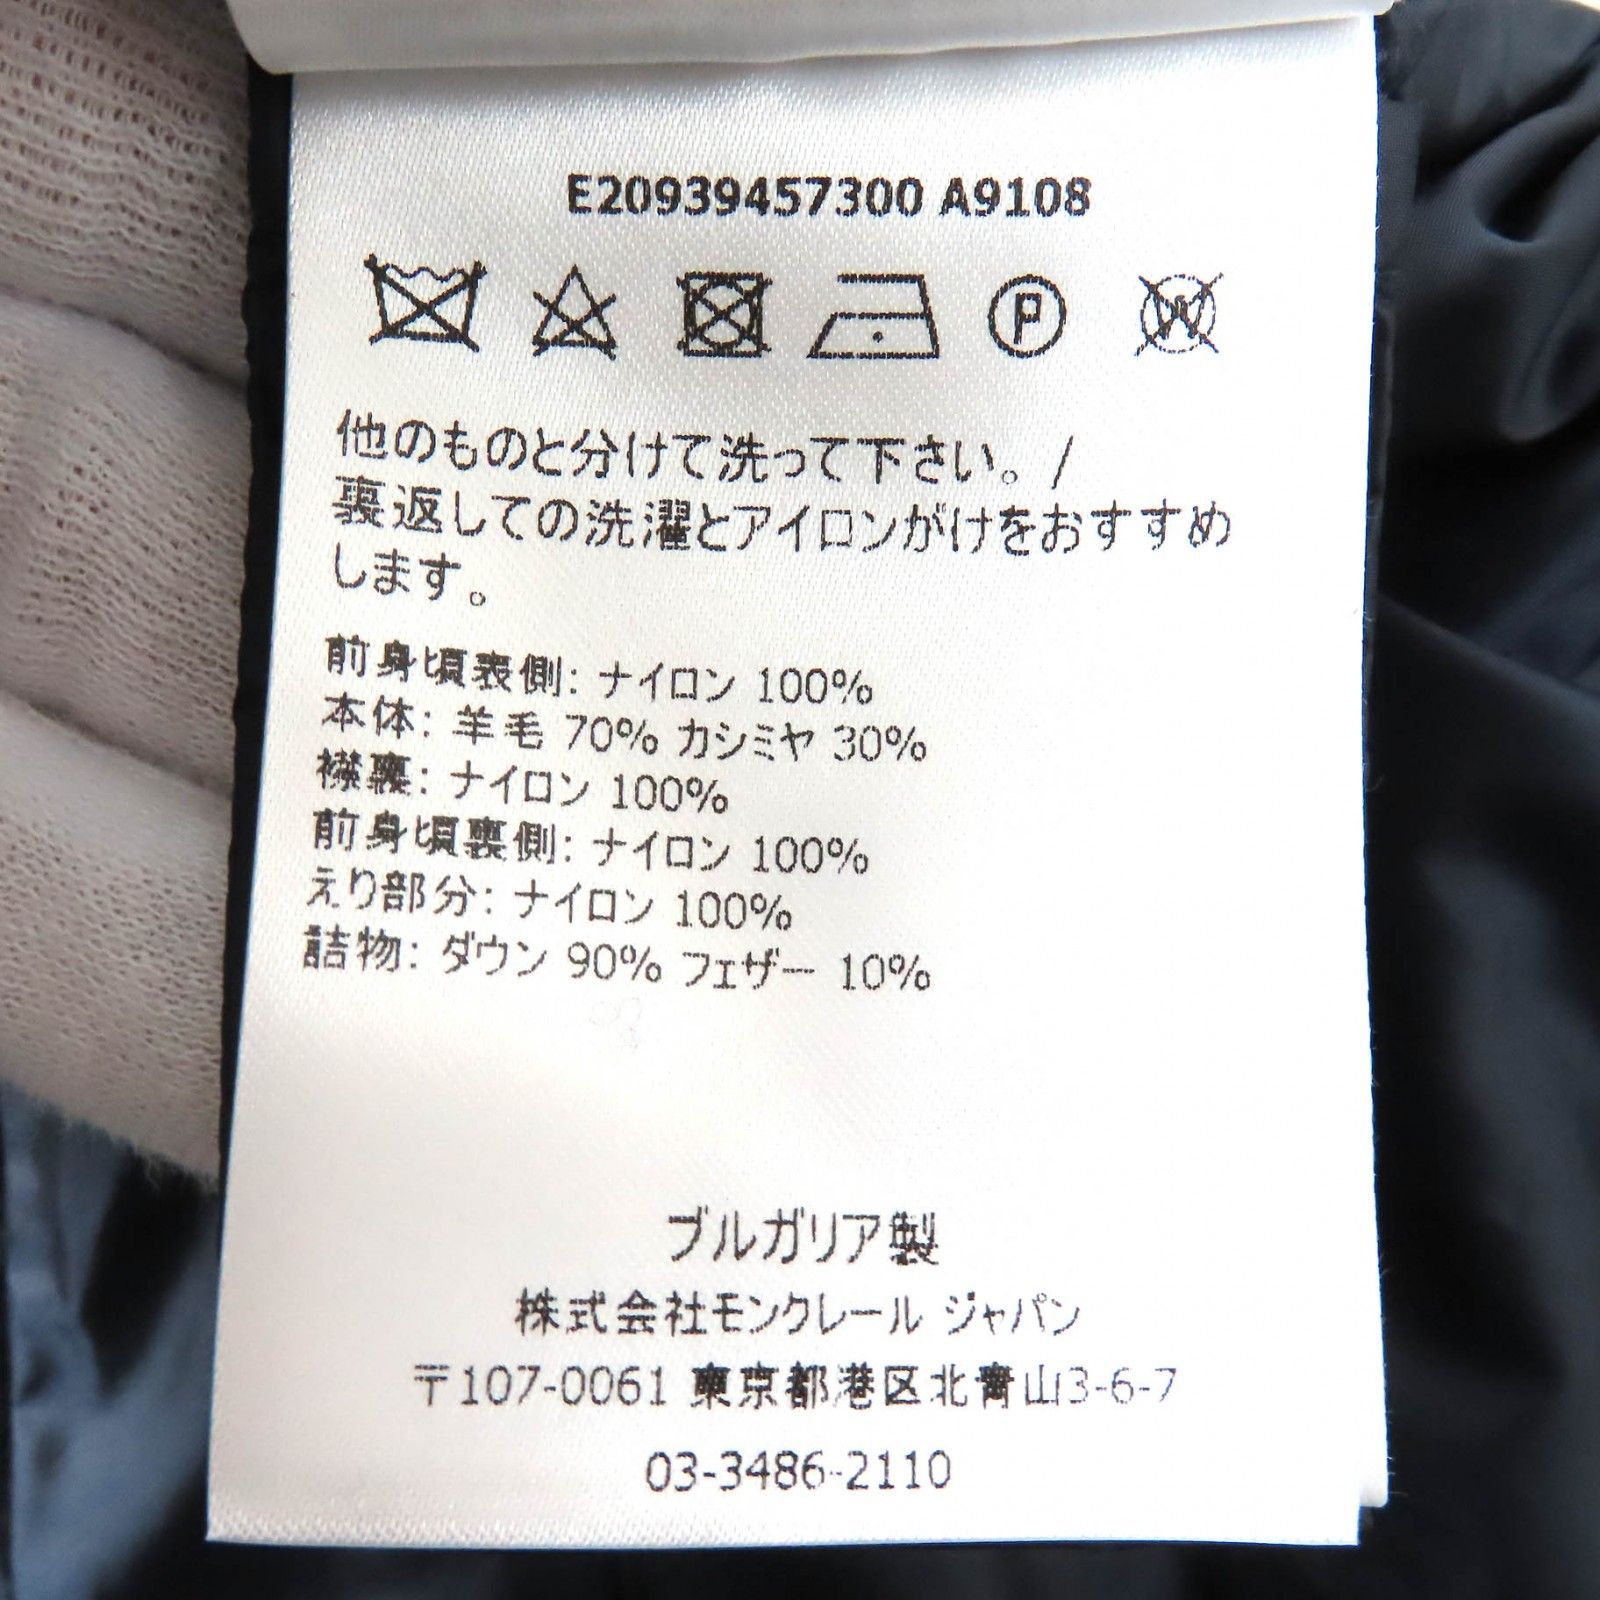 E20939457300 A9108
P
W
他のものと分けて洗って下さい。/
裏返しての洗濯とアイロンがけをおすすめ
します。
前身頃表側: ナイロン 100%
本体: 羊毛 70% カシミヤ 30%
襟裏: ナイロン 100%
前身頃裏側: ナイロン 100%
えり部分: ナイロン 100%
詰物: ダウン 90% フェザー 10%
ブルガリア製
株式会社モンクレール ジャパン
〒107-0061 東京都港区北青山3-6-7
03-3486-2110